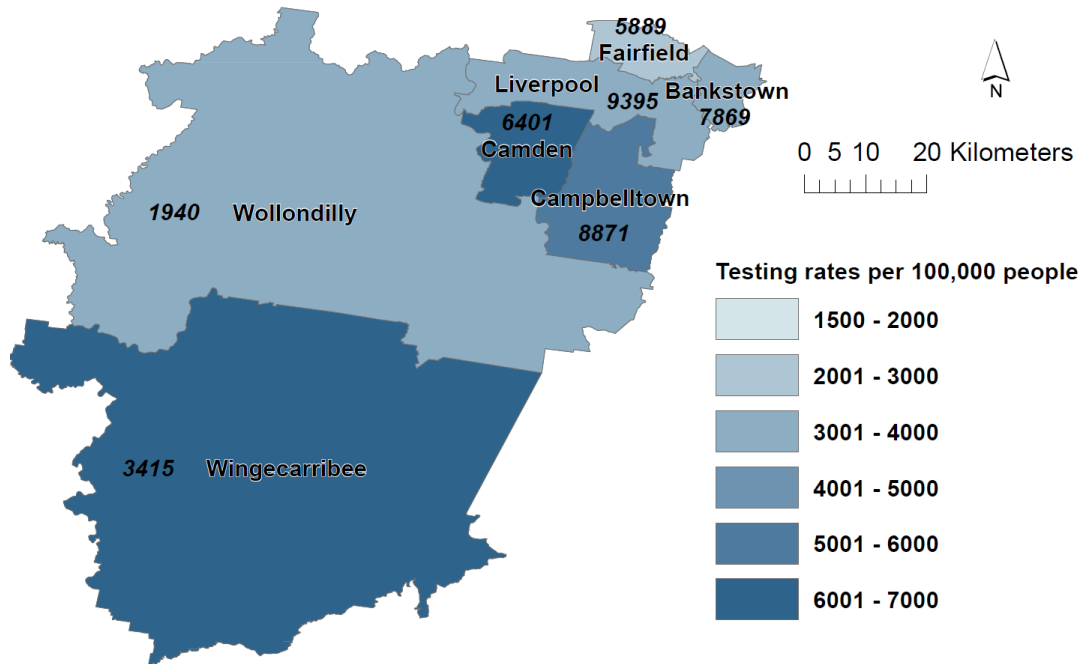 5889
Fairfield
Liverpool
9395
Bankstown
7869
6401
Camden
Campbelltown
8871
1940 Wollondilly
3415 Wingecarribee
N
0 5 10 20 Kilometers
Testing rates per 100,000 people
1500 - 2000
2001 - 3000
3001 - 4000
4001 - 5000
5001 - 6000
6001 - 7000